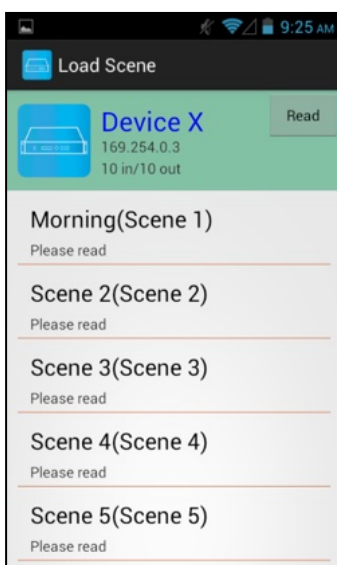 9:25 AM
Load Scene
Device X
Read
169.254.0.3
10 in/10 out
Morning(Scene 1)
Please read
Scene 2(Scene 2)
Please read
Scene 3(Scene 3)
Please read
Scene 4(Scene 4)
Please read
Scene 5(Scene 5)
Please read